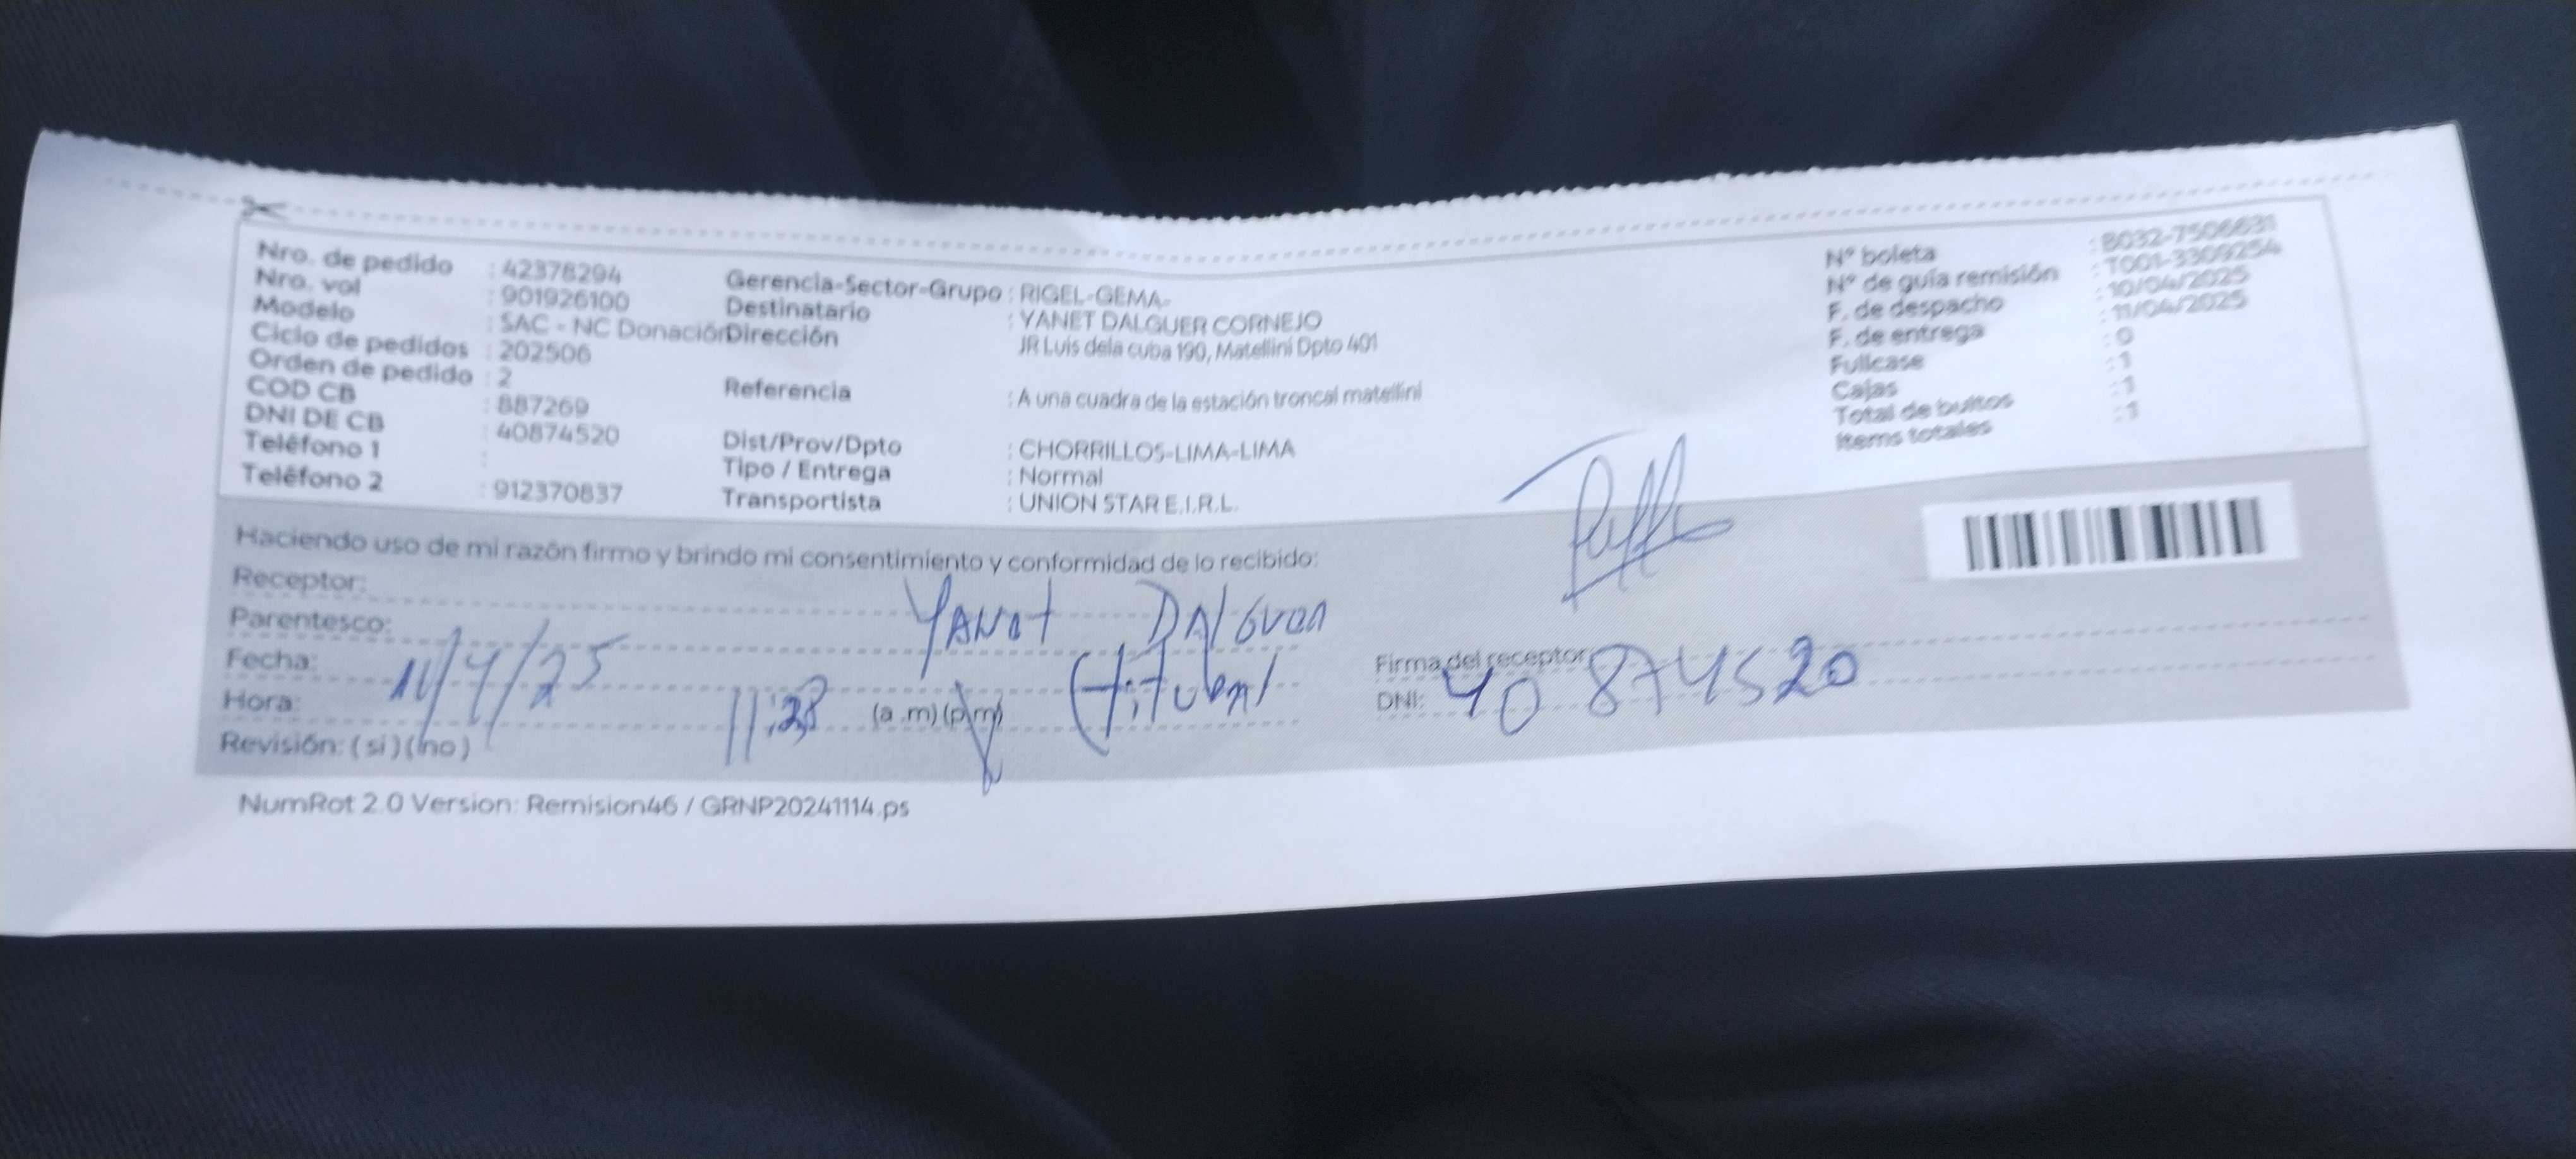 Nro. de pedido : 42378294
Nro. vol : 901926100
Modelo : SAC - NC Donación
Ciclo de pedidos : 202506
Orden de pedido : 2
COD CB : 887269
DNI DE CB : 40874520
Teléfono 1 :
Teléfono 2 : 912370837
Gerencia-Sector-Grupo : RIGEL-GEMA-
Destinatario : YANET DALGUER CORNEJO
Dirección JR Luis dela cuba 190, Matellini Dpto 401
Referencia : A una cuadra de la estación troncal matellini
Dist/Prov/Dpto : CHORRILLOS-LIMA-LIMA
Tipo / Entrega : Normal
Transportista : UNION STAR E.I.R.L.
N° boleta : B032-7506631
N° de guía remisión : T001-3309254
F. de despacho : 10/04/2025
F. de entrega : 11/04/2025
Fullcase : 0
Cajas : 1
Total de bultos : 1
Items totales : 1
Haciendo uso de mi razón firmo y brindo mi consentimiento y conformidad de lo recibido:
Receptor: YANET DALGUER
Parentesco: (titular
Fecha: 11/4/25
Hora: 11:28 (a .m) (p.m)
Revisión: ( si ) ( no )
Firma del receptor:
DNI: 40874520
NumRot 2.0 Version: Remision46 / GRNP20241114.ps